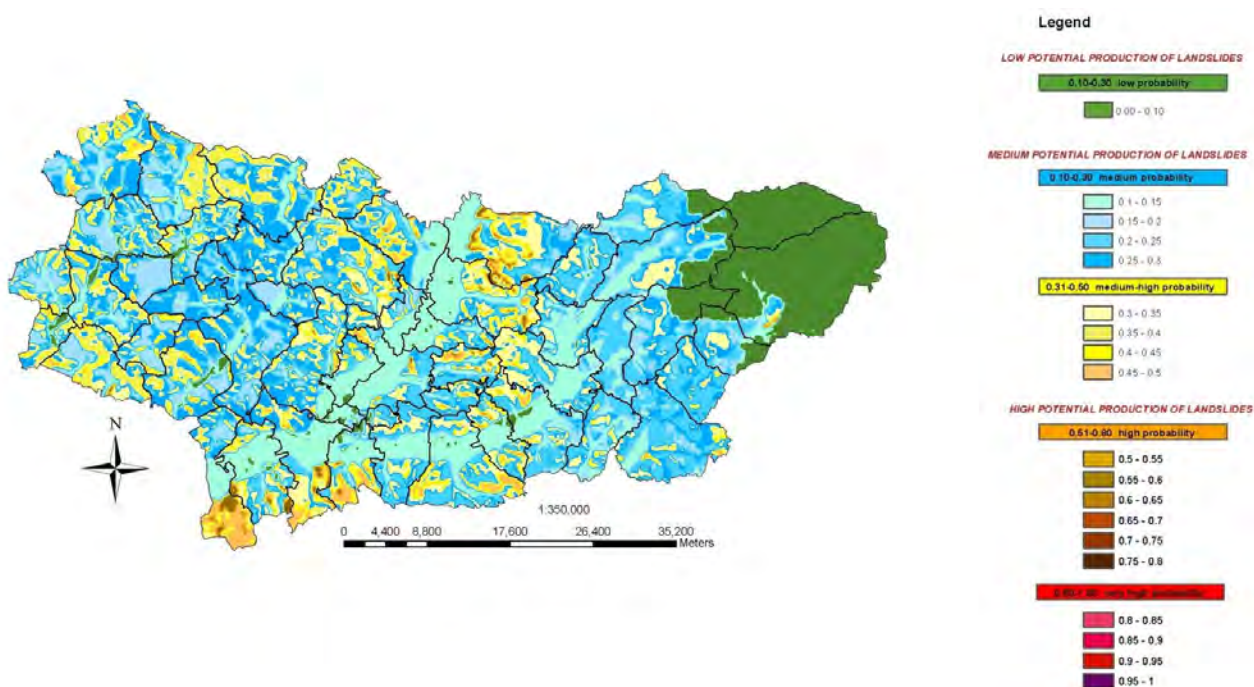 Legend
LOW POTENTIAL PRODUCTION OF LANDSLIDES
0.10-0.30 low probability
0.00 - 0.10
MEDIUM POTENTIAL PRODUCTION OF LANDSLIDES
0.10-0.30 medium probability
0.1 - 0.15
0.15 - 0.2
0.2 - 0.25
0.25 - 0.3
0.31-0.50 medium-high probability
0.3 - 0.35
0.35 - 0.4
0.4 - 0.45
0.45 - 0.5
HIGH POTENTIAL PRODUCTION OF LANDSLIDES
0.51-0.80 high probability
0.5 - 0.55
0.55 - 0.6
0.6 - 0.65
0.65 - 0.7
0.7 - 0.75
0.75 - 0.8
very high
0.8 - 0.85
0.85 - 0.9
0.9 - 0.95
0.95 - 1
N
1:350,000
0 4,400 8,800 17,600 26,400 35,200
Meters